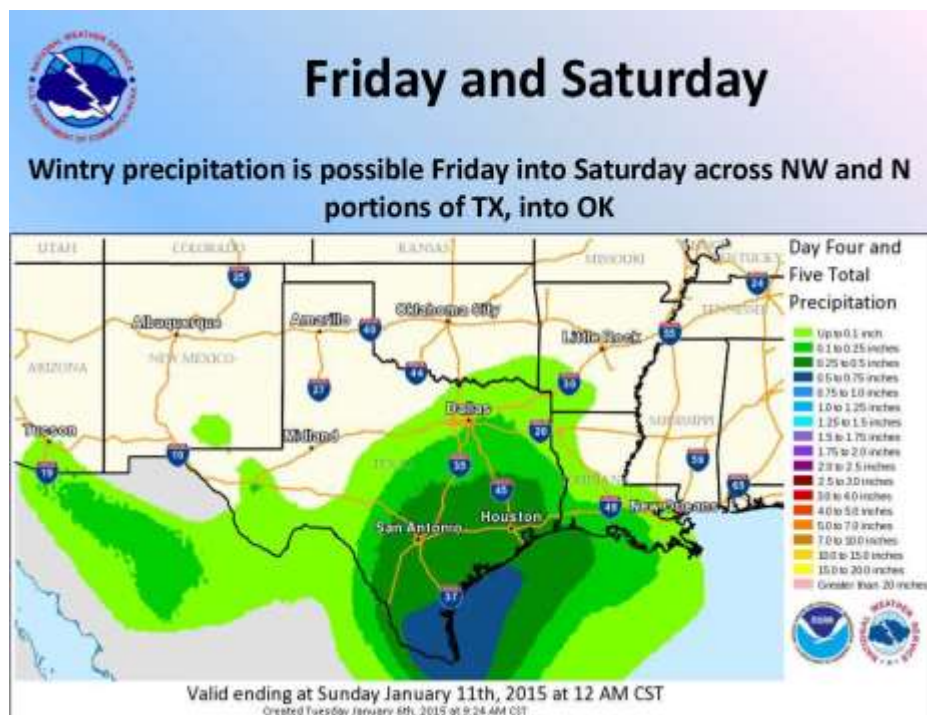 Friday and Saturday
Wintry precipitation is possible Friday into Saturday across NW and N
portions of TX, into OK
UTAH
COLORADO
KANSAS
MISSOURI
KENTUCKY
TENNESSEE
ARIZONA
NEW MEXICO
TEXAS
MISSISSIPPI
Albuquerque
Amarillo
Oklahoma City
Little Rock
Tucson
Midland
Dallas
San Antonio
Houston
New Orleans
25
40
44
27
30
55
24
20
19
10
35
45
49
59
65
37
Day Four and
Five Total
Precipitation
Up to 0.1 inch
0.1 to 0.25 inches
0.25 to 0.5 inches
0.5 to 0.75 inches
0.75 to 1.0 inches
1.0 to 1.25 inches
1.25 to 1.5 inches
1.5 to 1.75 inches
1.75 to 2.0 inches
2.0 to 2.5 inches
2.5 to 3.0 inches
3.0 to 4.0 inches
4.0 to 5.0 inches
5.0 to 7.0 inches
7.0 to 10.0 inches
10.0 to 15.0 inches
15.0 to 20.0 inches
Greater than 20 inches
Valid ending at Sunday January 11th, 2015 at 12 AM CST
Created Tuesday January 6th, 2015 at 9:24 AM CST